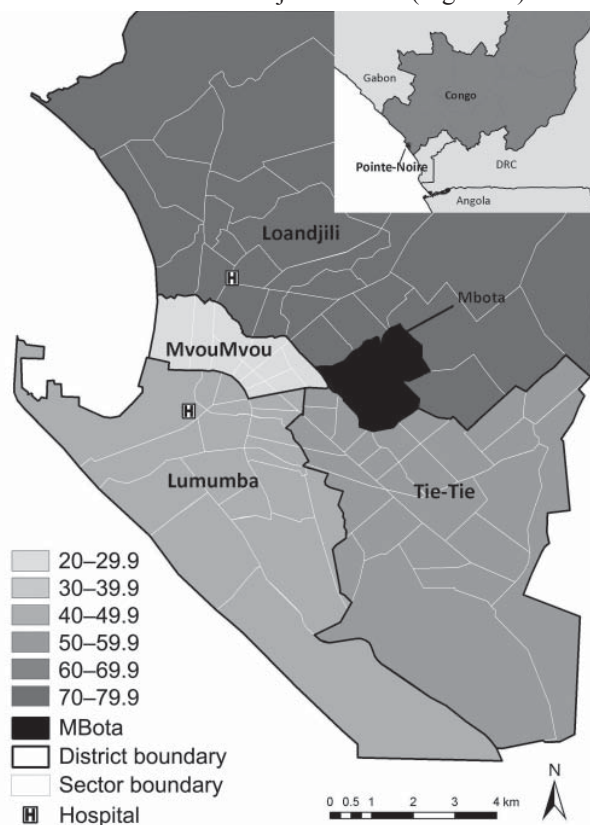 Gabon
Congo
Pointe-Noire
DRC
Angola
Loandjili
Mbota
MvouMvou
Lumumba
Tie-Tie
20–29.9
30–39.9
40–49.9
50–59.9
60–69.9
70–79.9
MBota
District boundary
Sector boundary
H Hospital
H
H
N
0 0.5 1 2 3 4 km